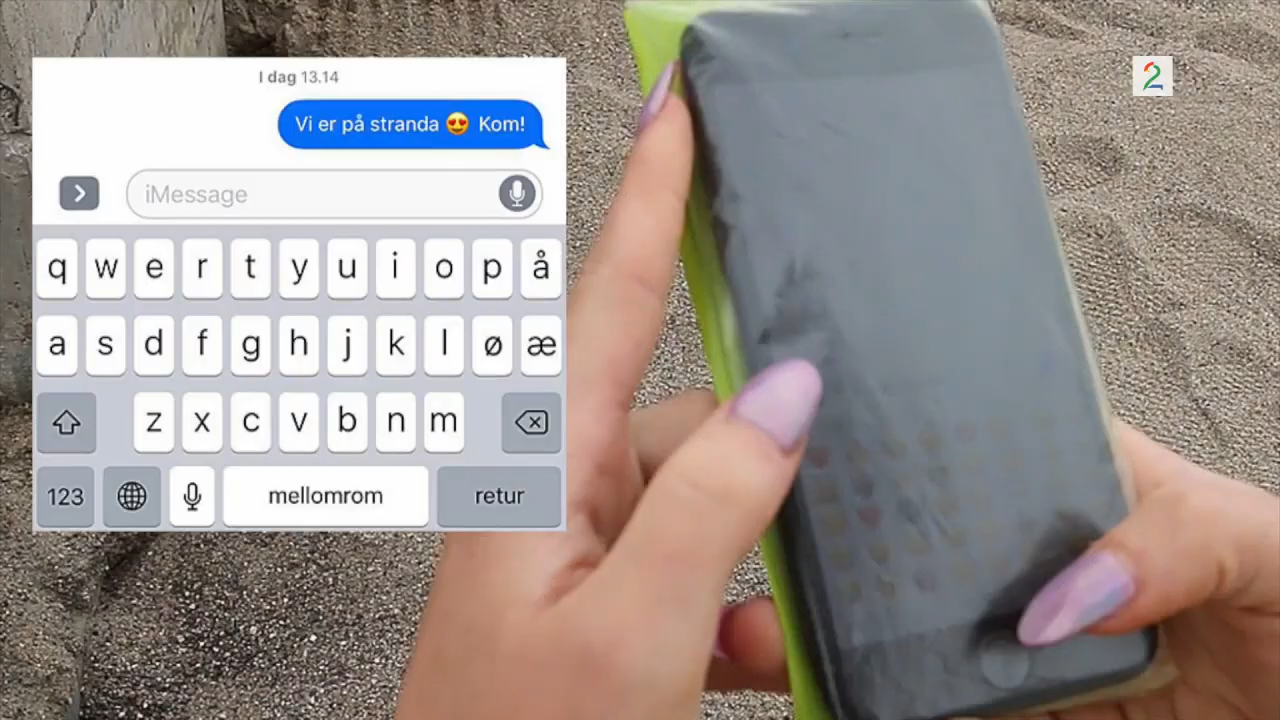 I dag 13.14
Vi er på stranda 😍 Kom!
iMessage
q w e r t y u i o p å
a s d f g h j k l ø æ
z x c v b n m
123 mellomrom retur
2